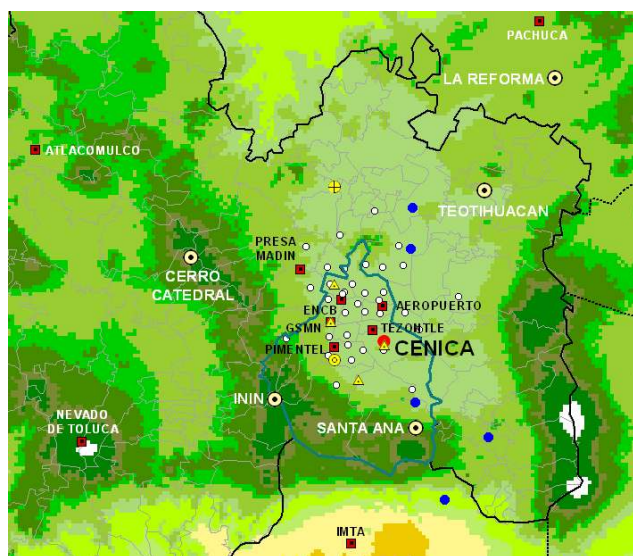 PACHUCA
LA REFORMA
ATLACOMULCO
TEOTIHUACAN
PRESA
MADIN
CERRO
CATEDRAL
ENCB
AEROPUERTO
GSMN
TEZONTLE
PIMENTEL
CENICA
ININ
NEVADO
DE TOLUCA
SANTA ANA
IMTA